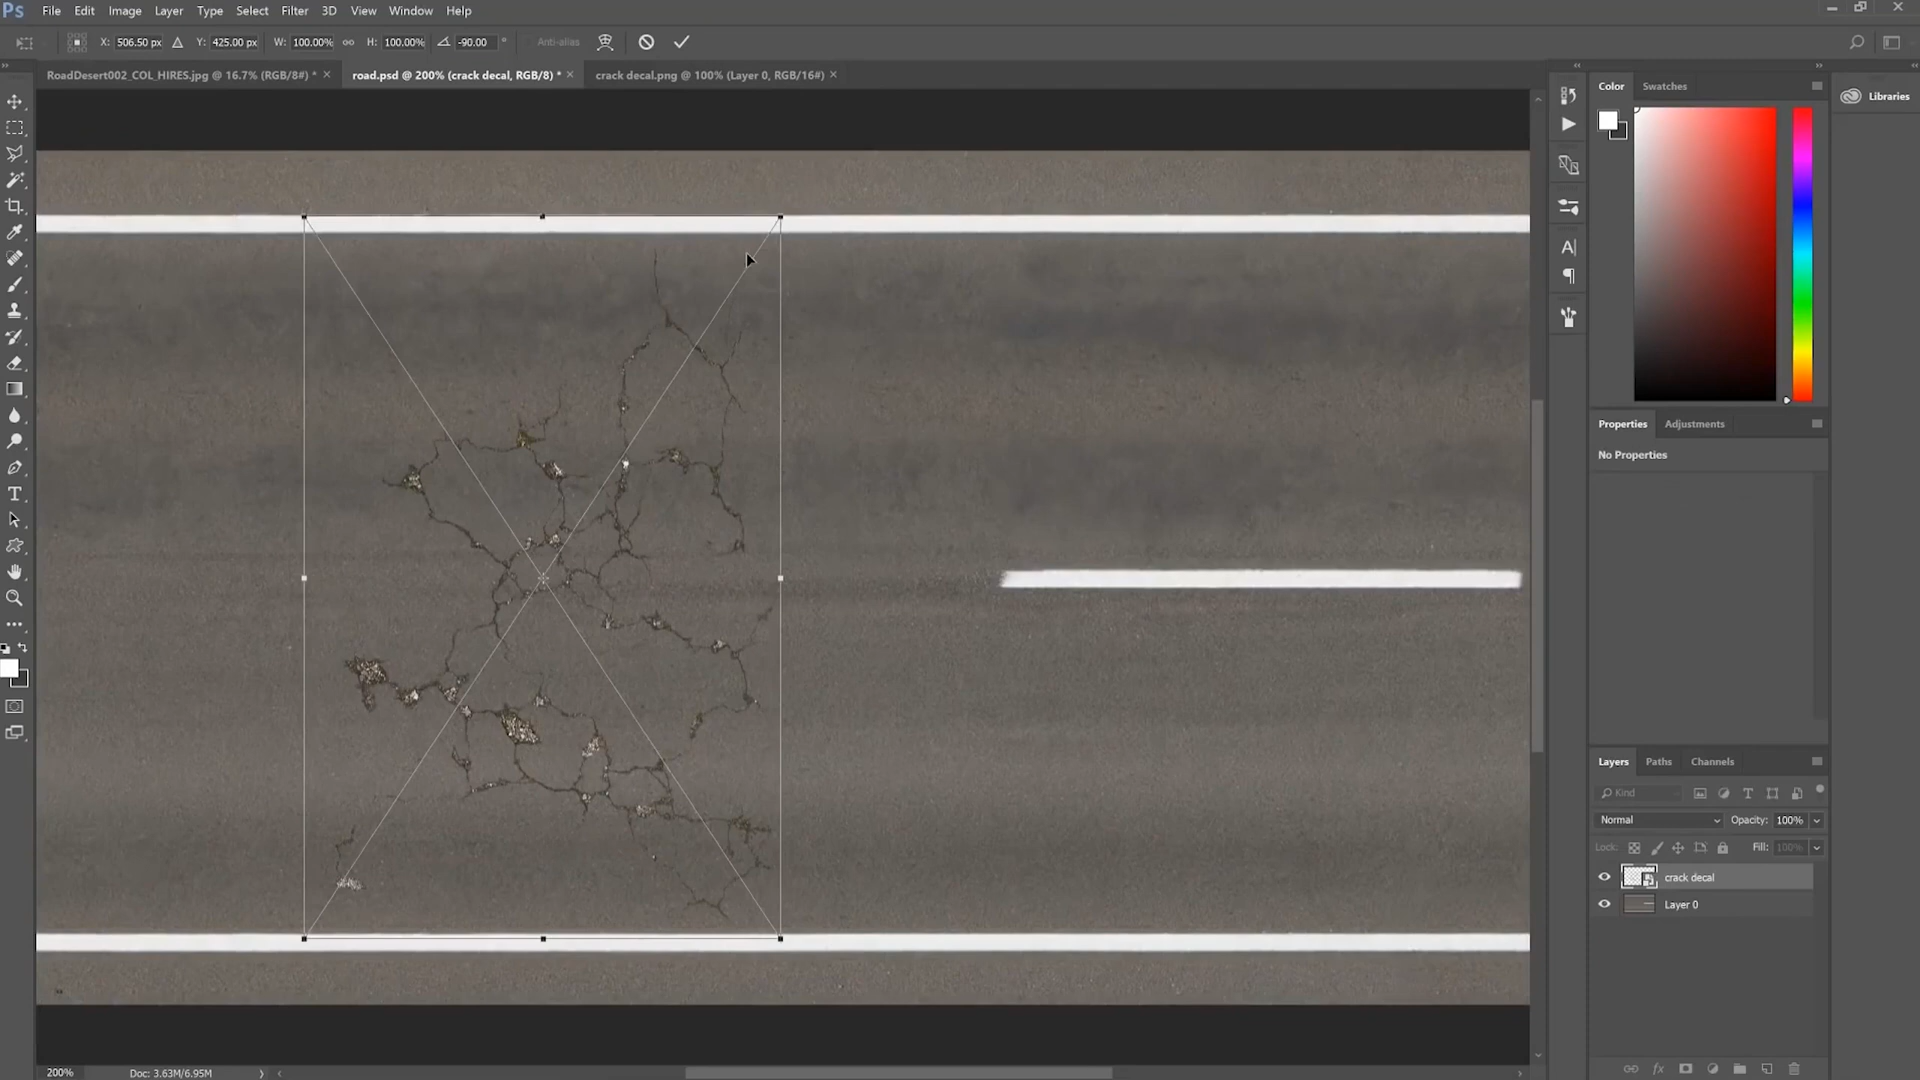 Ps File Edit Image Layer Type Select Filter 3D View Window Help
X: 506.50 px Y: 425.00 px W: 100.00% H: 100.00% -90.00 ° Anti-alias
RoadDesert002_COL_HIRES.jpg @ 16.7% (RGB/8#) * × road.psd @ 200% (crack decal, RGB/8) * × crack decal.png @ 100% (Layer 0, RGB/16#) ×
Color Swatches
Libraries
Properties Adjustments
No Properties
Layers Paths Channels
Kind
Normal Opacity: 100%
Lock: Fill: 100%
crack decal
Layer 0
200% Doc: 3.63M/6.95M